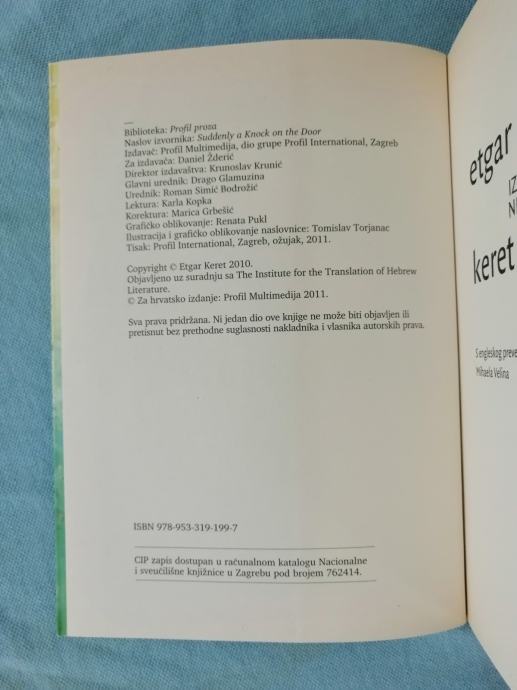 Biblioteka: Profil proza
Naslov izvornika: Suddenly a Knock on the Door
Izdavač: Profil Multimedija, dio grupe Profil International, Zagreb
Za izdavača: Daniel Žderić
Direktor izdavaštva: Krunoslav Krunić
Glavni urednik: Drago Glamuzina
Urednik: Roman Simić Bodrožić
Lektura: Karla Kopka
Korektura: Marica Grbešić
Grafičko oblikovanje: Renata Pukl
Ilustracija i grafičko oblikovanje naslovnice: Tomislav Torjanac
Tisak: Profil International, Zagreb, ožujak, 2011.
Copyright © Etgar Keret 2010.
Objavljeno uz suradnju sa The Institute for the Translation of Hebrew
Literature.
© Za hrvatsko izdanje: Profil Multimedija 2011.
Sva prava pridržana. Ni jedan dio ove knjige ne može biti objavljen ili
pretisnut bez prethodne suglasnosti nakladnika i vlasnika autorskih prava.
ISBN 978-953-319-199-7
CIP zapis dostupan u računalnom katalogu Nacionalne
i sveučilišne knjižnice u Zagrebu pod brojem 762414.
etgar
IZ
keret
S engleskog
Mihaela Velina